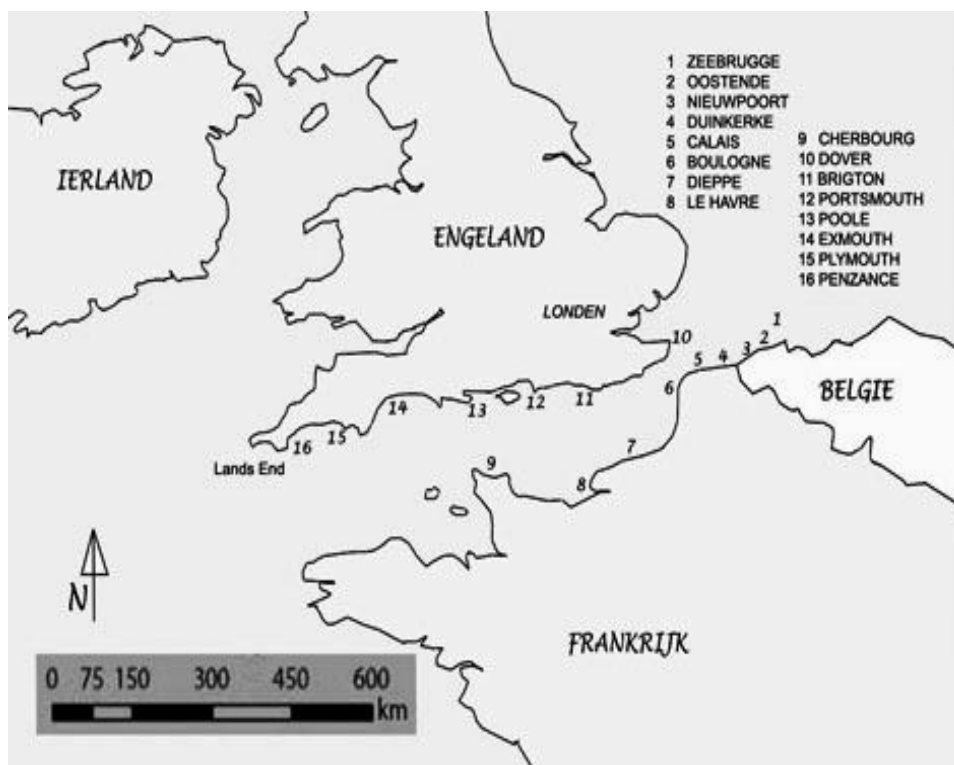 1 ZEEBRUGGE
2 OOSTENDE
3 NIEUWPOORT
4 DUINKERKE
5 CALAIS
6 BOULOGNE
7 DIEPPE
8 LE HAVRE
9 CHERBOURG
10 DOVER
11 BRIGTON
12 PORTSMOUTH
13 POOLE
14 EXMOUTH
15 PLYMOUTH
16 PENZANCE
IERLAND
ENGELAND
LONDEN
10
1
2
3
4
5
6
BELGIE
11
12
13
14
15
16
Lands End
7
8
9
N
FRANKRIJK
0 75 150 300 450 600
km